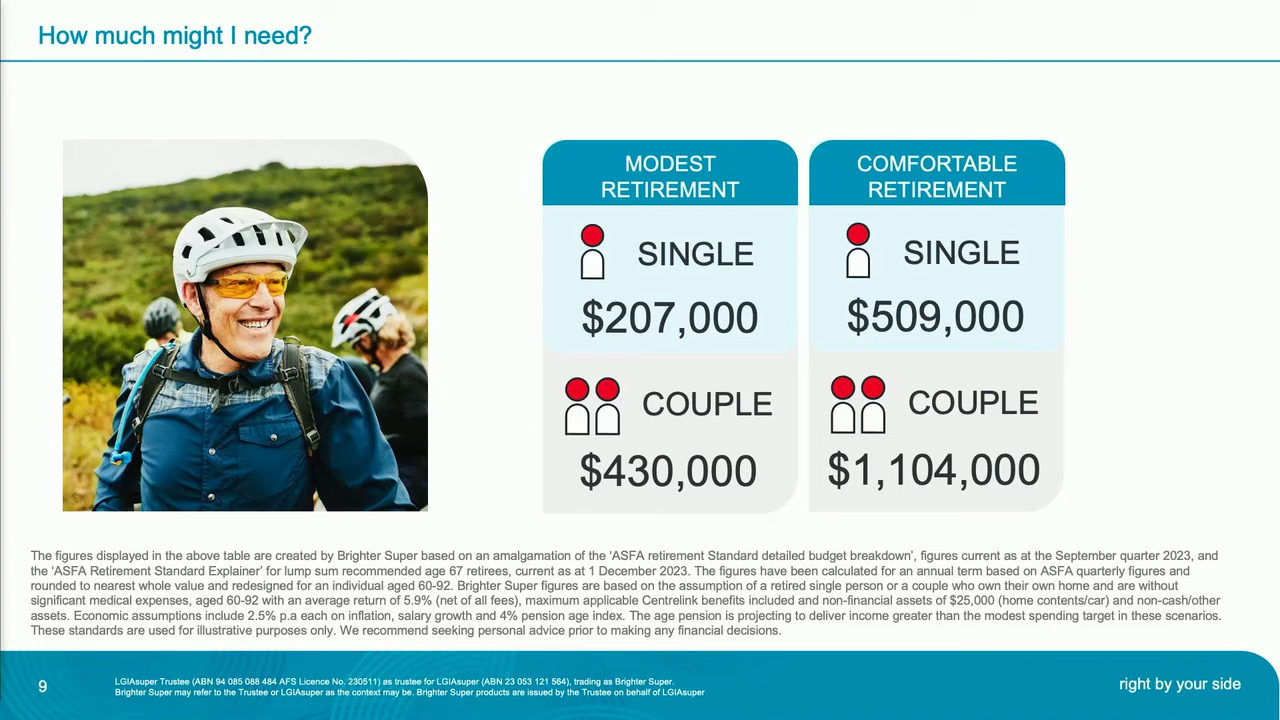 How much might I need?
MODEST
RETIREMENT
SINGLE
$207,000
COUPLE
$430,000
COMFORTABLE
RETIREMENT
SINGLE
$509,000
COUPLE
$1,104,000
The figures displayed in the above table are created by Brighter Super based on an amalgamation of the ‘ASFA retirement Standard detailed budget breakdown’, figures current as at the September quarter 2023, and
the ‘ASFA Retirement Standard Explainer’ for lump sum recommended age 67 retirees, current as at 1 December 2023. The figures have been calculated for an annual term based on ASFA quarterly figures and
rounded to nearest whole value and redesigned for an individual aged 60-92. Brighter Super figures are based on the assumption of a retired single person or a couple who own their own home and are without
significant medical expenses, aged 60-92 with an average return of 5.9% (net of all fees), maximum applicable Centrelink benefits included and non-financial assets of $25,000 (home contents/car) and non-cash/other
assets. Economic assumptions include 2.5% p.a each on inflation, salary growth and 4% pension age index. The age pension is projecting to deliver income greater than the modest spending target in these scenarios.
These standards are used for illustrative purposes only. We recommend seeking personal advice prior to making any financial decisions.
9
LGIAsuper Trustee (ABN 94 085 088 484 AFS Licence No. 230511) as trustee for LGIAsuper (ABN 23 053 121 564), trading as Brighter Super.
Brighter Super may refer to the Trustee or LGIAsuper as the context may be. Brighter Super products are issued by the Trustee on behalf of LGIAsuper
right by your side